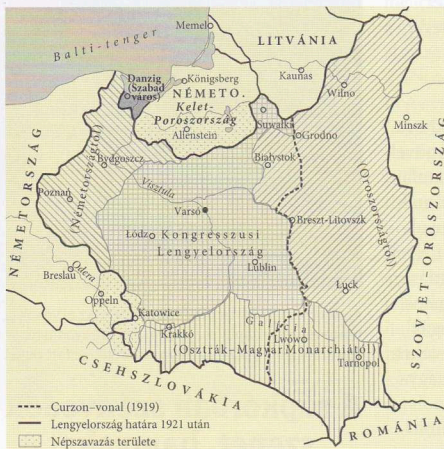 Memel
Balti-tenger
LITVÁNIA
Danzig
(Szabad
város)
Königsberg
Kaunas
NÉMETO.
Wilno
Kelet-
Poroszország
Minszk
Allenstein
Suwałki
Grodno
NÉMETORSZÁG
Bydgoszcz
Białystok
(Németországtól)
(Oroszországtól)
Poznań
Visztula
Varsó
Breszt-Litovszk
Łódz
Kongresszusi
Lengyelország
SZOVJET-OROSZORSZÁG
Breslau
Odera
Lublin
Oppeln
Łuck
Katowice
Galícia
Krakkó
Lwów
(Osztrák–Magyar Monarchiától)
Tarnopol
CSEHSZLOVÁKIA
ROMÁNIA
Curzon–vonal (1919)
Lengyelország határa 1921 után
Népszavazás területe